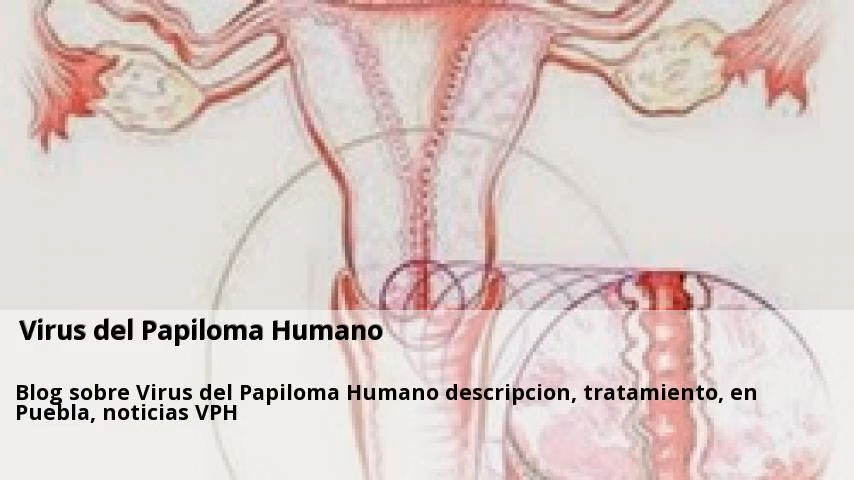 Virus del Papiloma Humano
Blog sobre Virus del Papiloma Humano descripcion, tratamiento, en
Puebla, noticias VPH